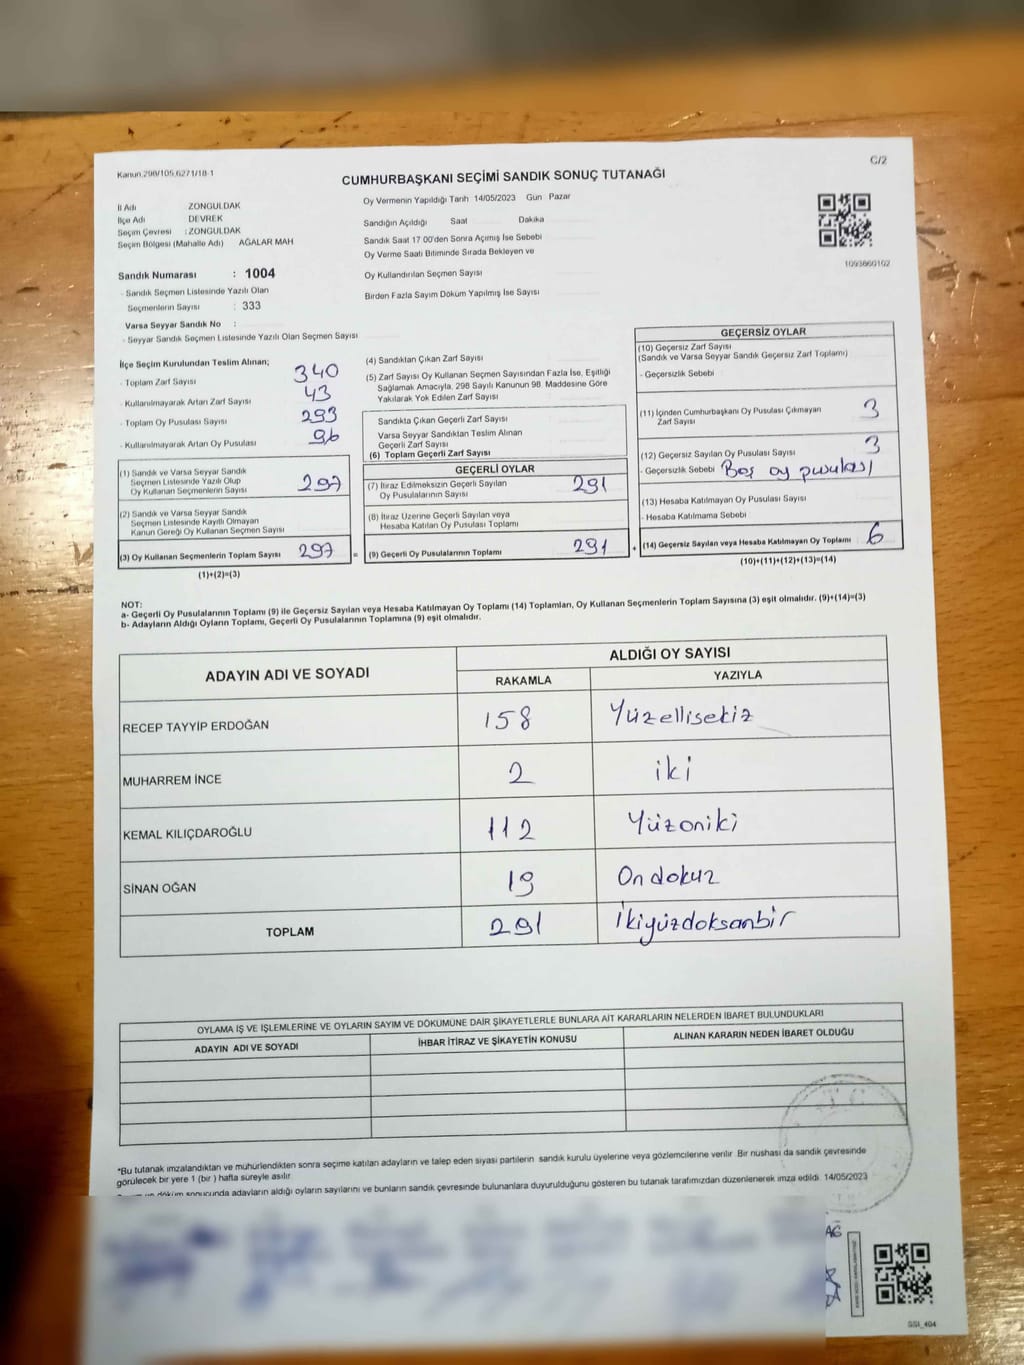 Kanun.298/105,6271/18-1
C/2
CUMHURBAŞKANI SEÇİMİ SANDIK SONUÇ TUTANAĞI
İl Adı ZONGULDAK
İlçe Adı DEVREK
Seçim Çevresi : ZONGULDAK
Seçim Bölgesi (Mahalle Adı) AĞALAR MAH
Sandık Numarası : 1004
- Sandık Seçmen Listesinde Yazılı Olan
Seçmenlerin Sayısı : 333
Varsa Seyyar Sandık No :
- Seyyar Sandık Seçmen Listesinde Yazılı Olan Seçmen Sayısı
Oy Vermenin Yapıldığı Tarih 14/05/2023 Gün Pazar
Sandığın Açıldığı Saat Dakika
Sandık Saat 17 00'den Sonra Açımış İse Sebebi
Oy Verme Saati Bitiminde Sırada Bekleyen ve
Oy Kullandırılan Seçmen Sayısı
Birden Fazla Sayım Döküm Yapılmış İse Sayısı
1093660102
İlçe Seçim Kurulundan Teslim Alınan;
- Toplam Zarf Sayısı 340
- Kullanılmayarak Artan Zarf Sayısı 43
- Toplam Oy Pusulası Sayısı 293
- Kullanılmayarak Artan Oy Pusulası 96
(1) Sandık ve Varsa Seyyar Sandık
Seçmen Listesinde Yazılı Olup
Oy Kullanan Seçmenlerin Sayısı 297
(2) Sandık ve Varsa Seyyar Sandık
Seçmen Listesinde Kayıtlı Olmayan
Kanun Gereği Oy Kullanan Seçmen Sayısı
(3) Oy Kullanan Seçmenlerin Toplam Sayısı 297 =
(1)+(2)=(3)
(4) Sandıktan Çıkan Zarf Sayısı
(5) Zarf Sayısı Oy Kullanan Seçmen Sayısından Fazla İse, Eşitliği
Sağlamak Amacıyla, 298 Sayılı Kanunun 98. Maddesine Göre
Yakılarak Yok Edilen Zarf Sayısı
Sandıkta Çıkan Geçerli Zarf Sayısı
Varsa Seyyar Sandıktan Teslim Alınan
Geçerli Zarf Sayısı
(6) Toplam Geçerli Zarf Sayısı
GEÇERLİ OYLAR
(7) İtiraz Edilmeksizin Geçerli Sayılan
Oy Pusulalarının Sayısı 291
(8) İtiraz Üzerine Geçerli Sayılan veya
Hesaba Katılan Oy Pusulası Toplamı
(9) Geçerli Oy Pusulalarının Toplamı 291 +
GEÇERSİZ OYLAR
(10) Geçersiz Zarf Sayısı
(Sandık ve Varsa Seyyar Sandık Geçersiz Zarf Toplamı)
- Geçersizlik Sebebi
(11) İçinden Cumhurbaşkanı Oy Pusulası Çıkmayan
Zarf Sayısı 3
(12) Geçersiz Sayılan Oy Pusulası Sayısı 3
- Geçersizlik Sebebi Boş oy pusulası
(13) Hesaba Katılmayan Oy Pusulası Sayısı
- Hesaba Katılmama Sebebi
(14) Geçersiz Sayılan veya Hesaba Katılmayan Oy Toplamı 6
(10)+(11)+(12)+(13)=(14)
NOT:
a- Geçerli Oy Pusulalarının Toplamı (9) ile Geçersiz Sayılan veya Hesaba Katılmayan Oy Toplamı (14) Toplamları, Oy Kullanan Seçmenlerin Toplam Sayısına (3) eşit olmalıdır. (9)+(14)=(3)
b- Adayların Aldığı Oyların Toplamı, Geçerli Oy Pusulalarının Toplamına (9) eşit olmalıdır.
ADAYIN ADI VE SOYADI ALDIĞI OY SAYISI
RAKAMLA YAZIYLA
RECEP TAYYİP ERDOĞAN 158 Yüzellisekiz
MUHARREM İNCE 2 iki
KEMAL KILIÇDAROĞLU 112 Yüzoniki
SİNAN OĞAN 19 On dokuz
TOPLAM 291 İkiyüzdoksanbir
OYLAMA İŞ VE İŞLEMLERİNE VE OYLARIN SAYIM VE DÖKÜMÜNE DAİR ŞİKAYETLERLE BUNLARA AİT KARARLARIN NELERDEN İBARET BULUNDUKLARI
ADAYIN ADI VE SOYADI İHBAR İTİRAZ VE ŞİKAYETİN KONUSU ALINAN KARARIN NEDEN İBARET OLDUĞU
*Bu tutanak imzalandıktan ve mühürlendikten sonra seçime katılan adayların ve talep eden siyasi partilerin sandık kurulu üyelerine veya gözlemcilerine verilir. Bir nüshası da sandık çevresinde
görülecek bir yere 1 (bir) hafta süreyle asılır
döküm sonucunda adayların aldığı oyların sayılarını ve bunların sandık çevresinde bulunanlara duyurulduğunu gösteren bu tutanak tarafımızdan düzenlenerek imza edildi. 14/05/2023
AĞ
SSI_404